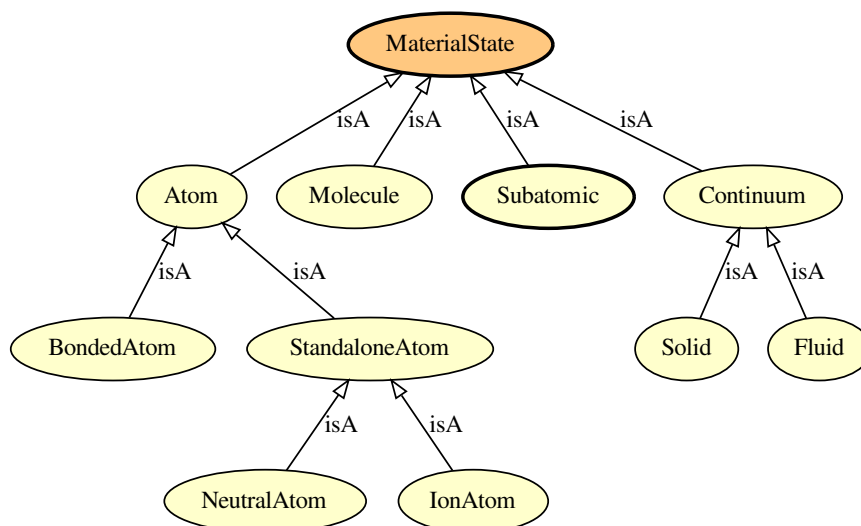 MaterialState
isA isA isA isA
Atom Molecule Subatomic Continuum
isA isA isA isA
BondedAtom StandaloneAtom Solid Fluid
isA isA
NeutralAtom IonAtom